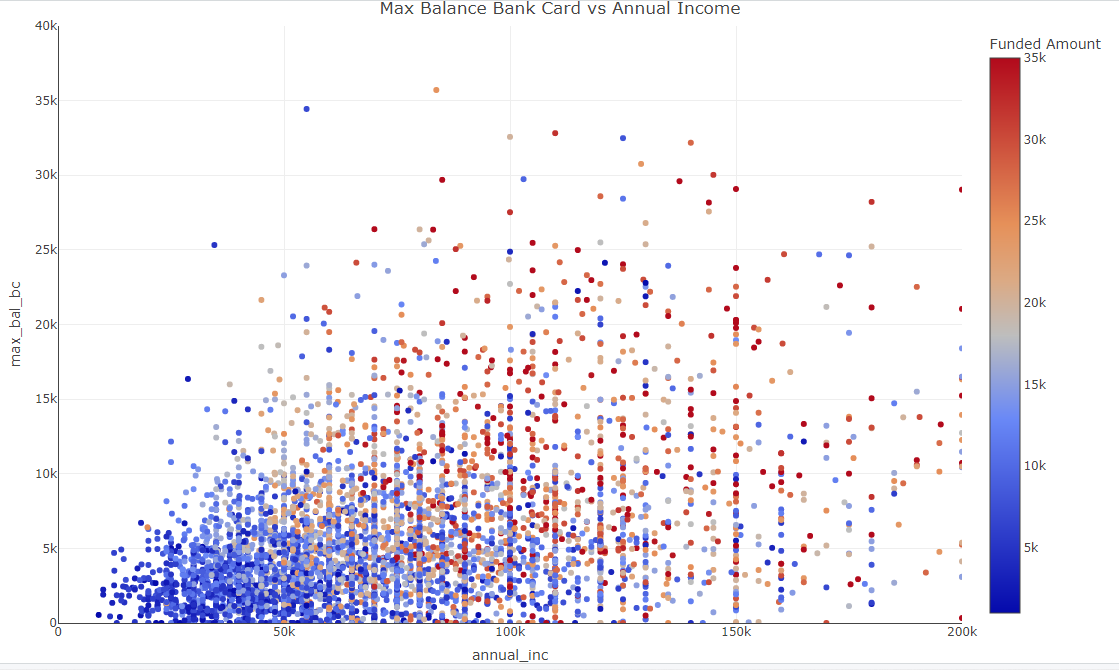 Max Balance Bank Card vs Annual Income
40k
35k
30k
25k
20k
15k
10k
5k
0
max_bal_bc
0
50k
100k
150k
200k
annual_inc
Funded Amount
35k
30k
25k
20k
15k
10k
5k